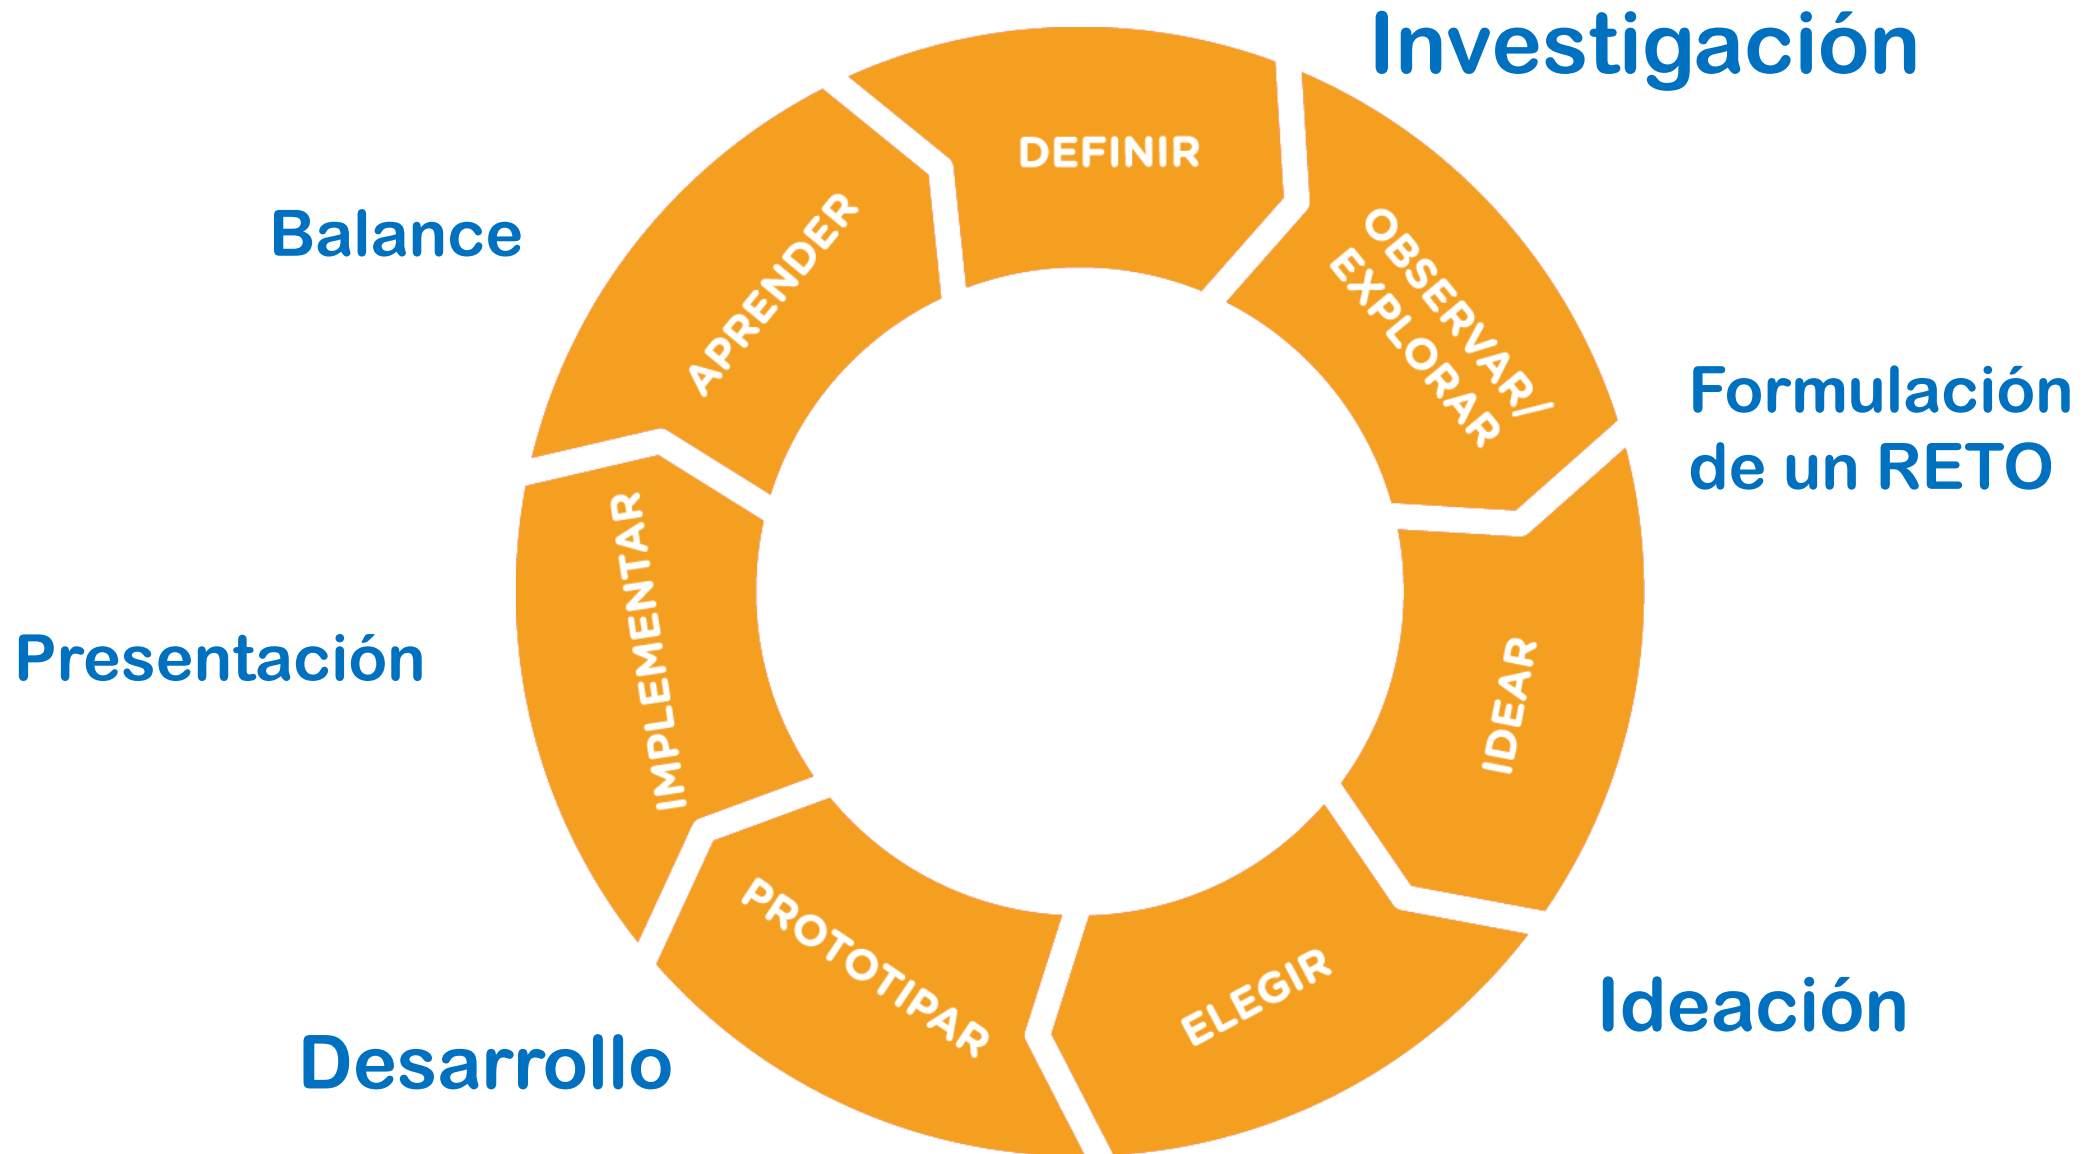 Investigación
DEFINIR
OBSERVAR/
EXPLORAR
Balance
APRENDER
Formulación
de un RETO
IMPLEMENTAR
IDEAR
Presentación
PROTOTIPAR
ELEGIR
Ideación
Desarrollo